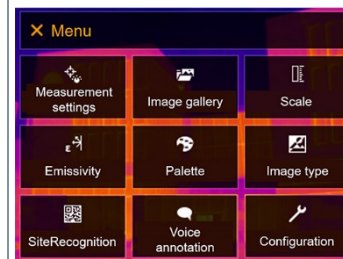 Menu
Measurement
settings
Image gallery
Scale
ε
Emissivity
Palette
Image type
SiteRecognition
Voice
annotation
Configuration